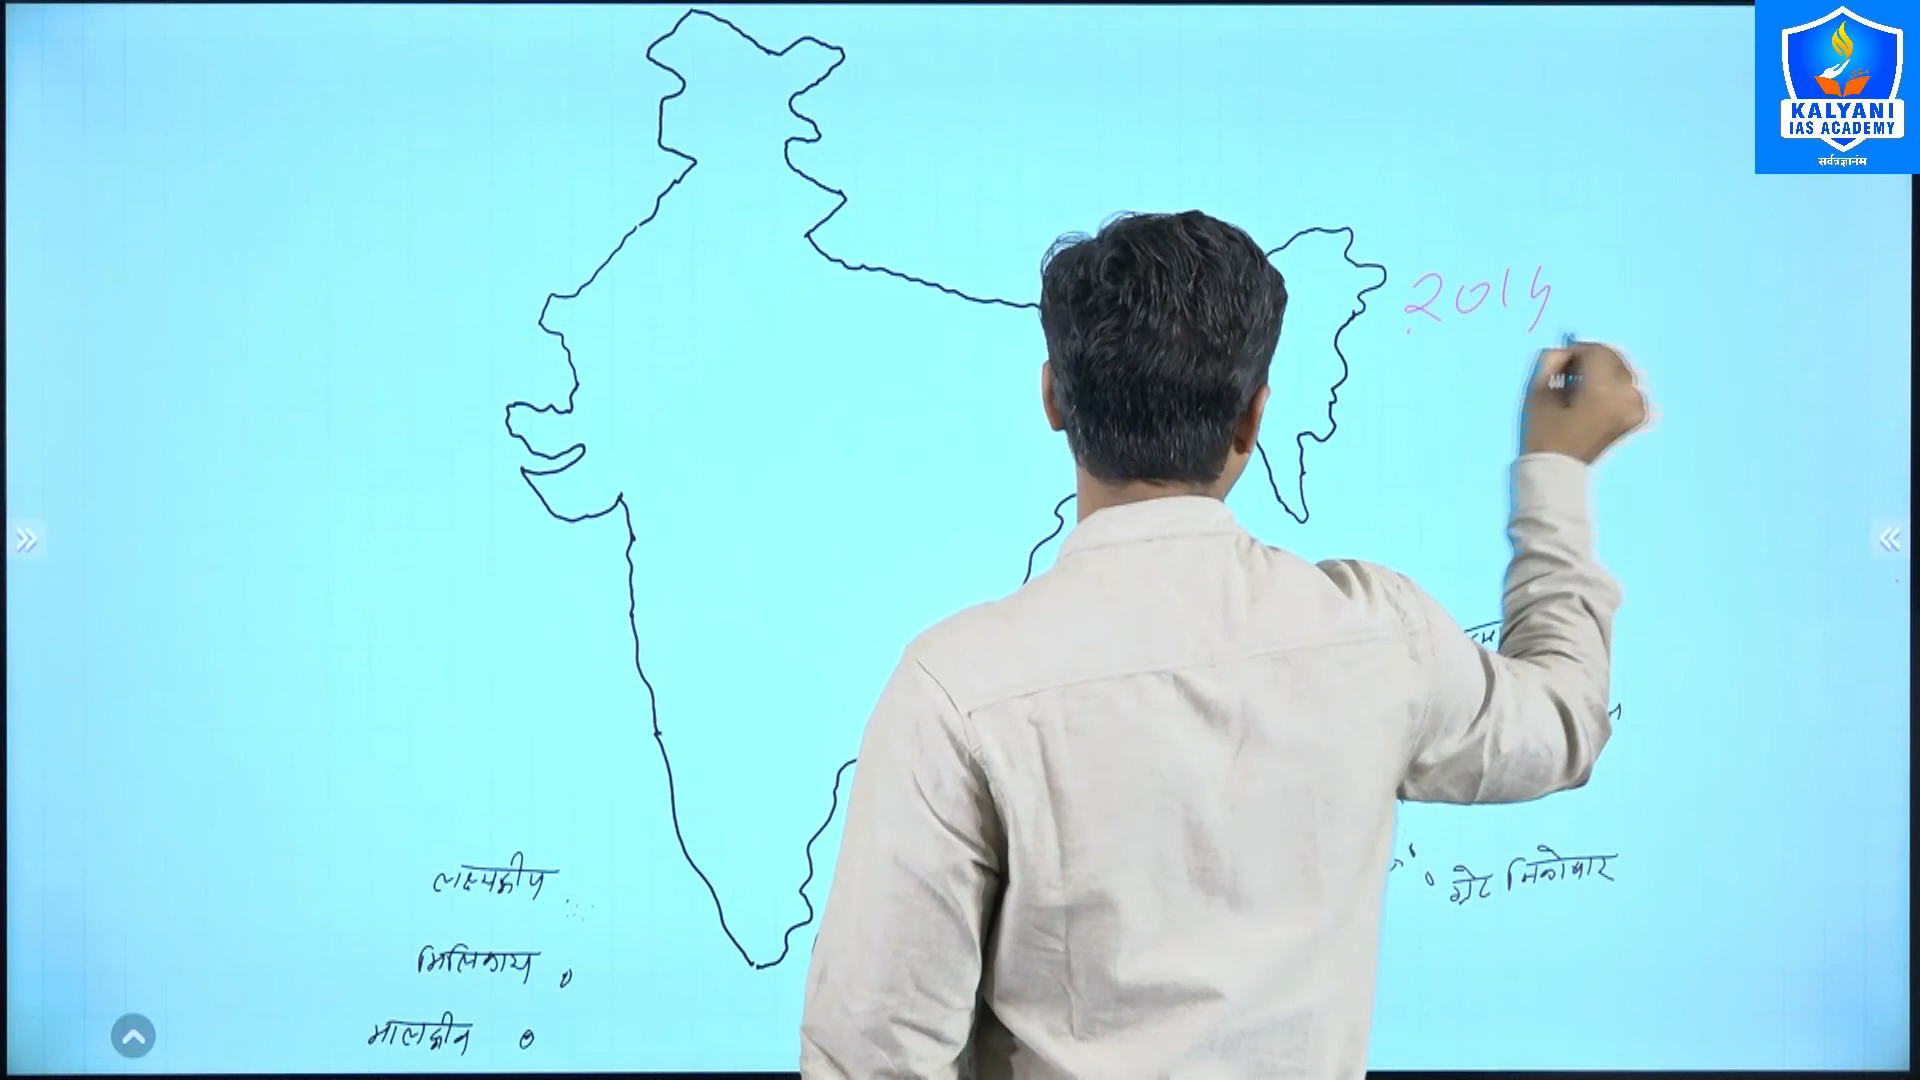 KALYANI
IAS ACADEMY
सर्वत्रज्ञानंम
2014
लक्षद्वीप
ग्रेट निकोबार
मिनिकाय
मालद्वीव